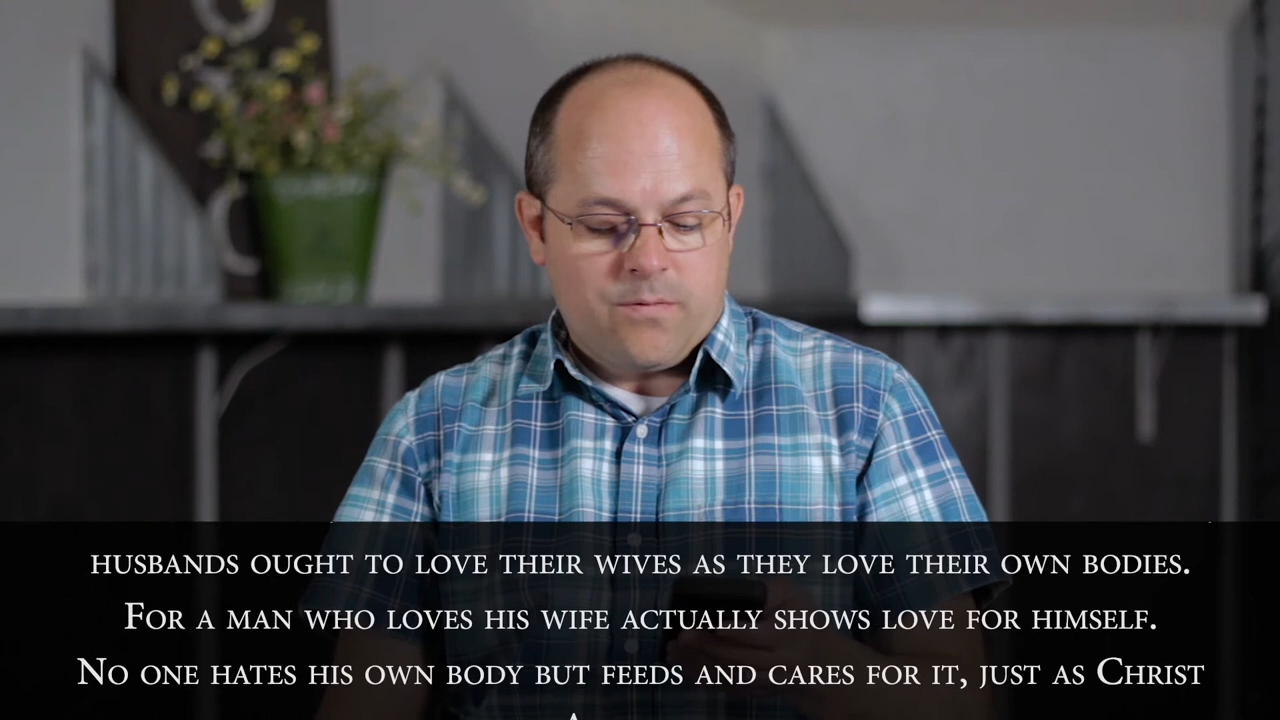 husbands ought to love their wives as they love their own bodies.
For a man who loves his wife actually shows love for himself.
No one hates his own body but feeds and cares for it, just as Christ